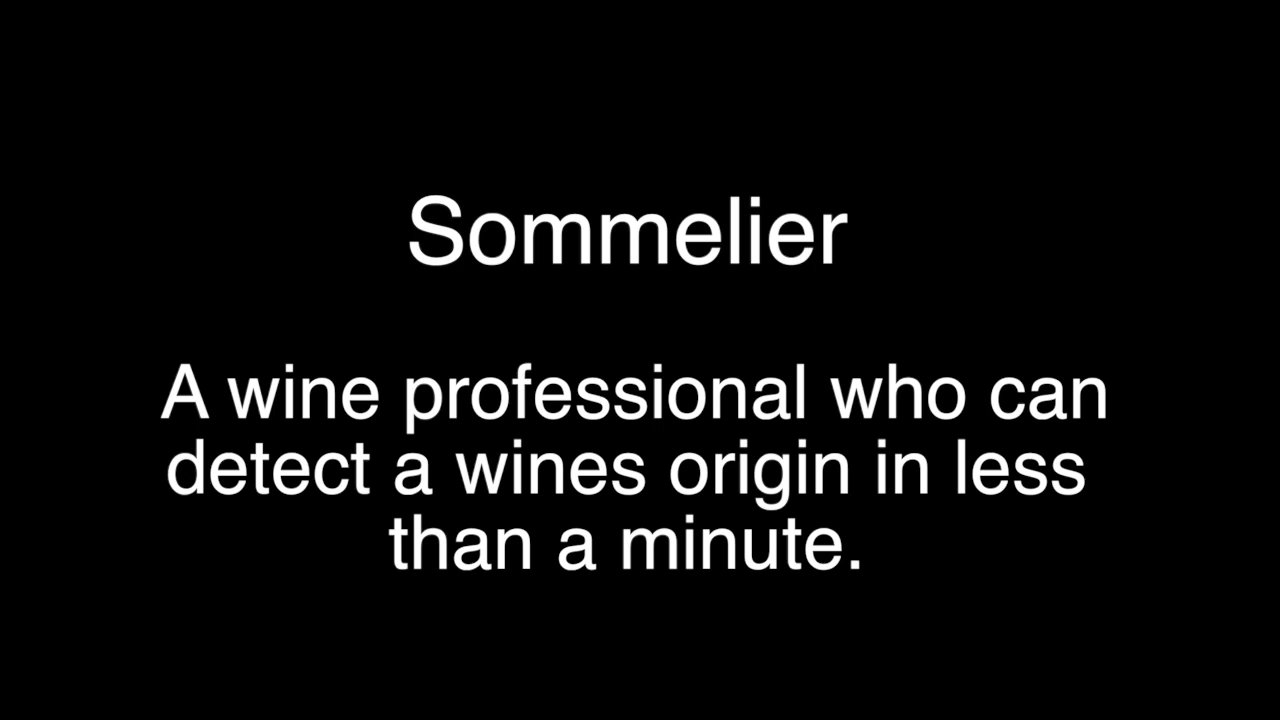 Sommelier
A wine professional who can
detect a wines origin in less
than a minute.